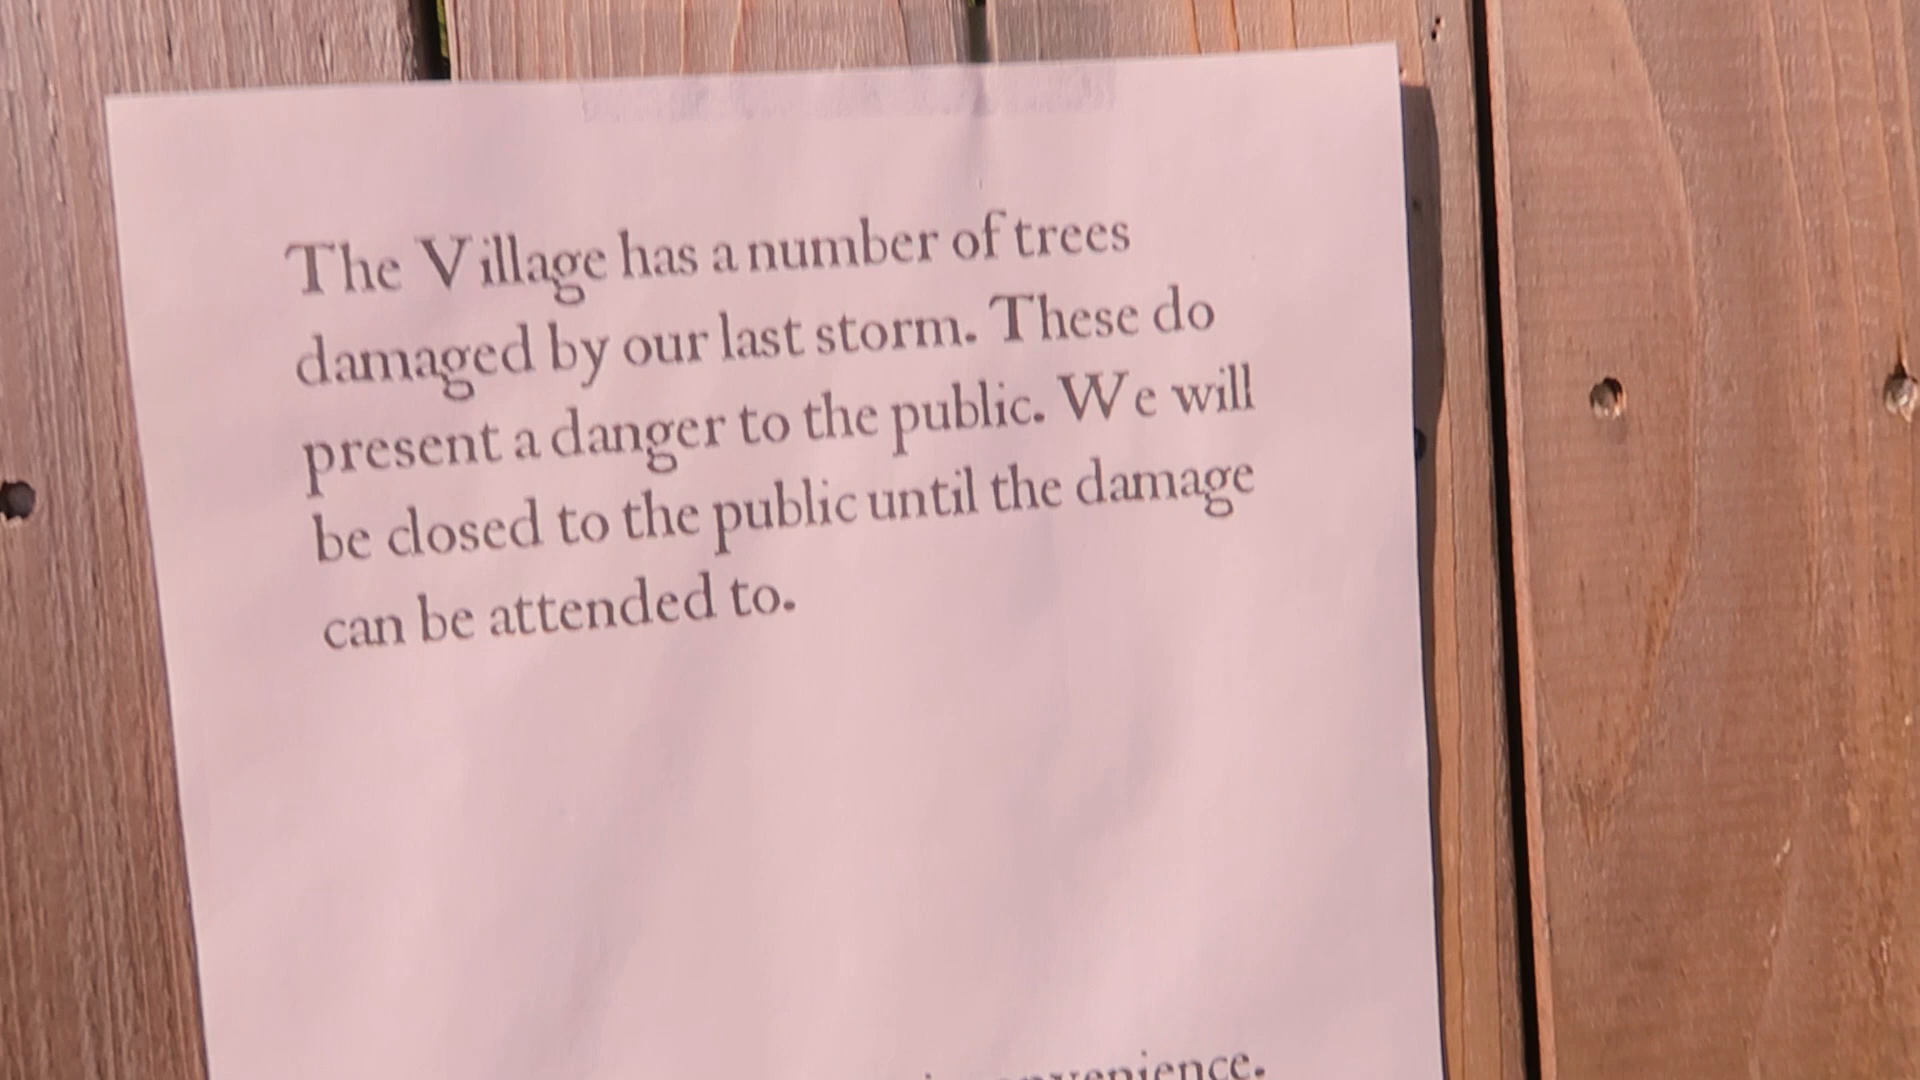 The Village has a number of trees
damaged by our last storm. These do
present a danger to the public. We will
be closed to the public until the damage
can be attended to.